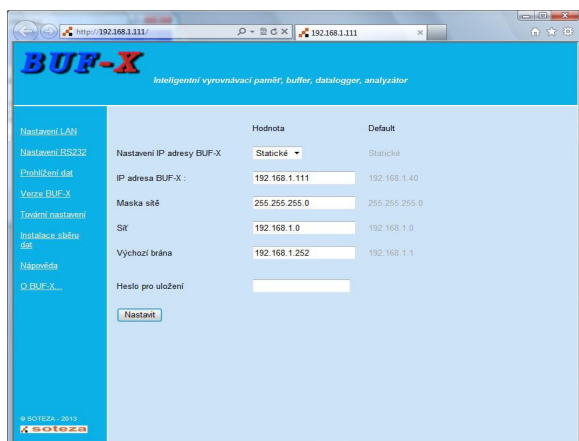 http://192.168.1.111/
192.168.1.111
BUF-X
Inteligentní vyrovnávací paměť, buffer, datalogger, analyzátor
Hodnota Default
Nastavení LAN
Nastavení RS232
Prohlížení dat
Verze BUF-X
Tovární nastavení
Instalace sběru
dat
Nápověda
O BUF-X...
Nastavení IP adresy BUF-X Statické Statické
IP adresa BUF-X : 192.168.1.111 192.168.1.40
Maska sítě 255.255.255.0 255.255.255.0
Síť 192.168.1.0 192.168.1.0
Výchozí brána 192.168.1.252 192.168.1.1
Heslo pro uložení
Nastavit
© SOTEZA - 2013
soteza